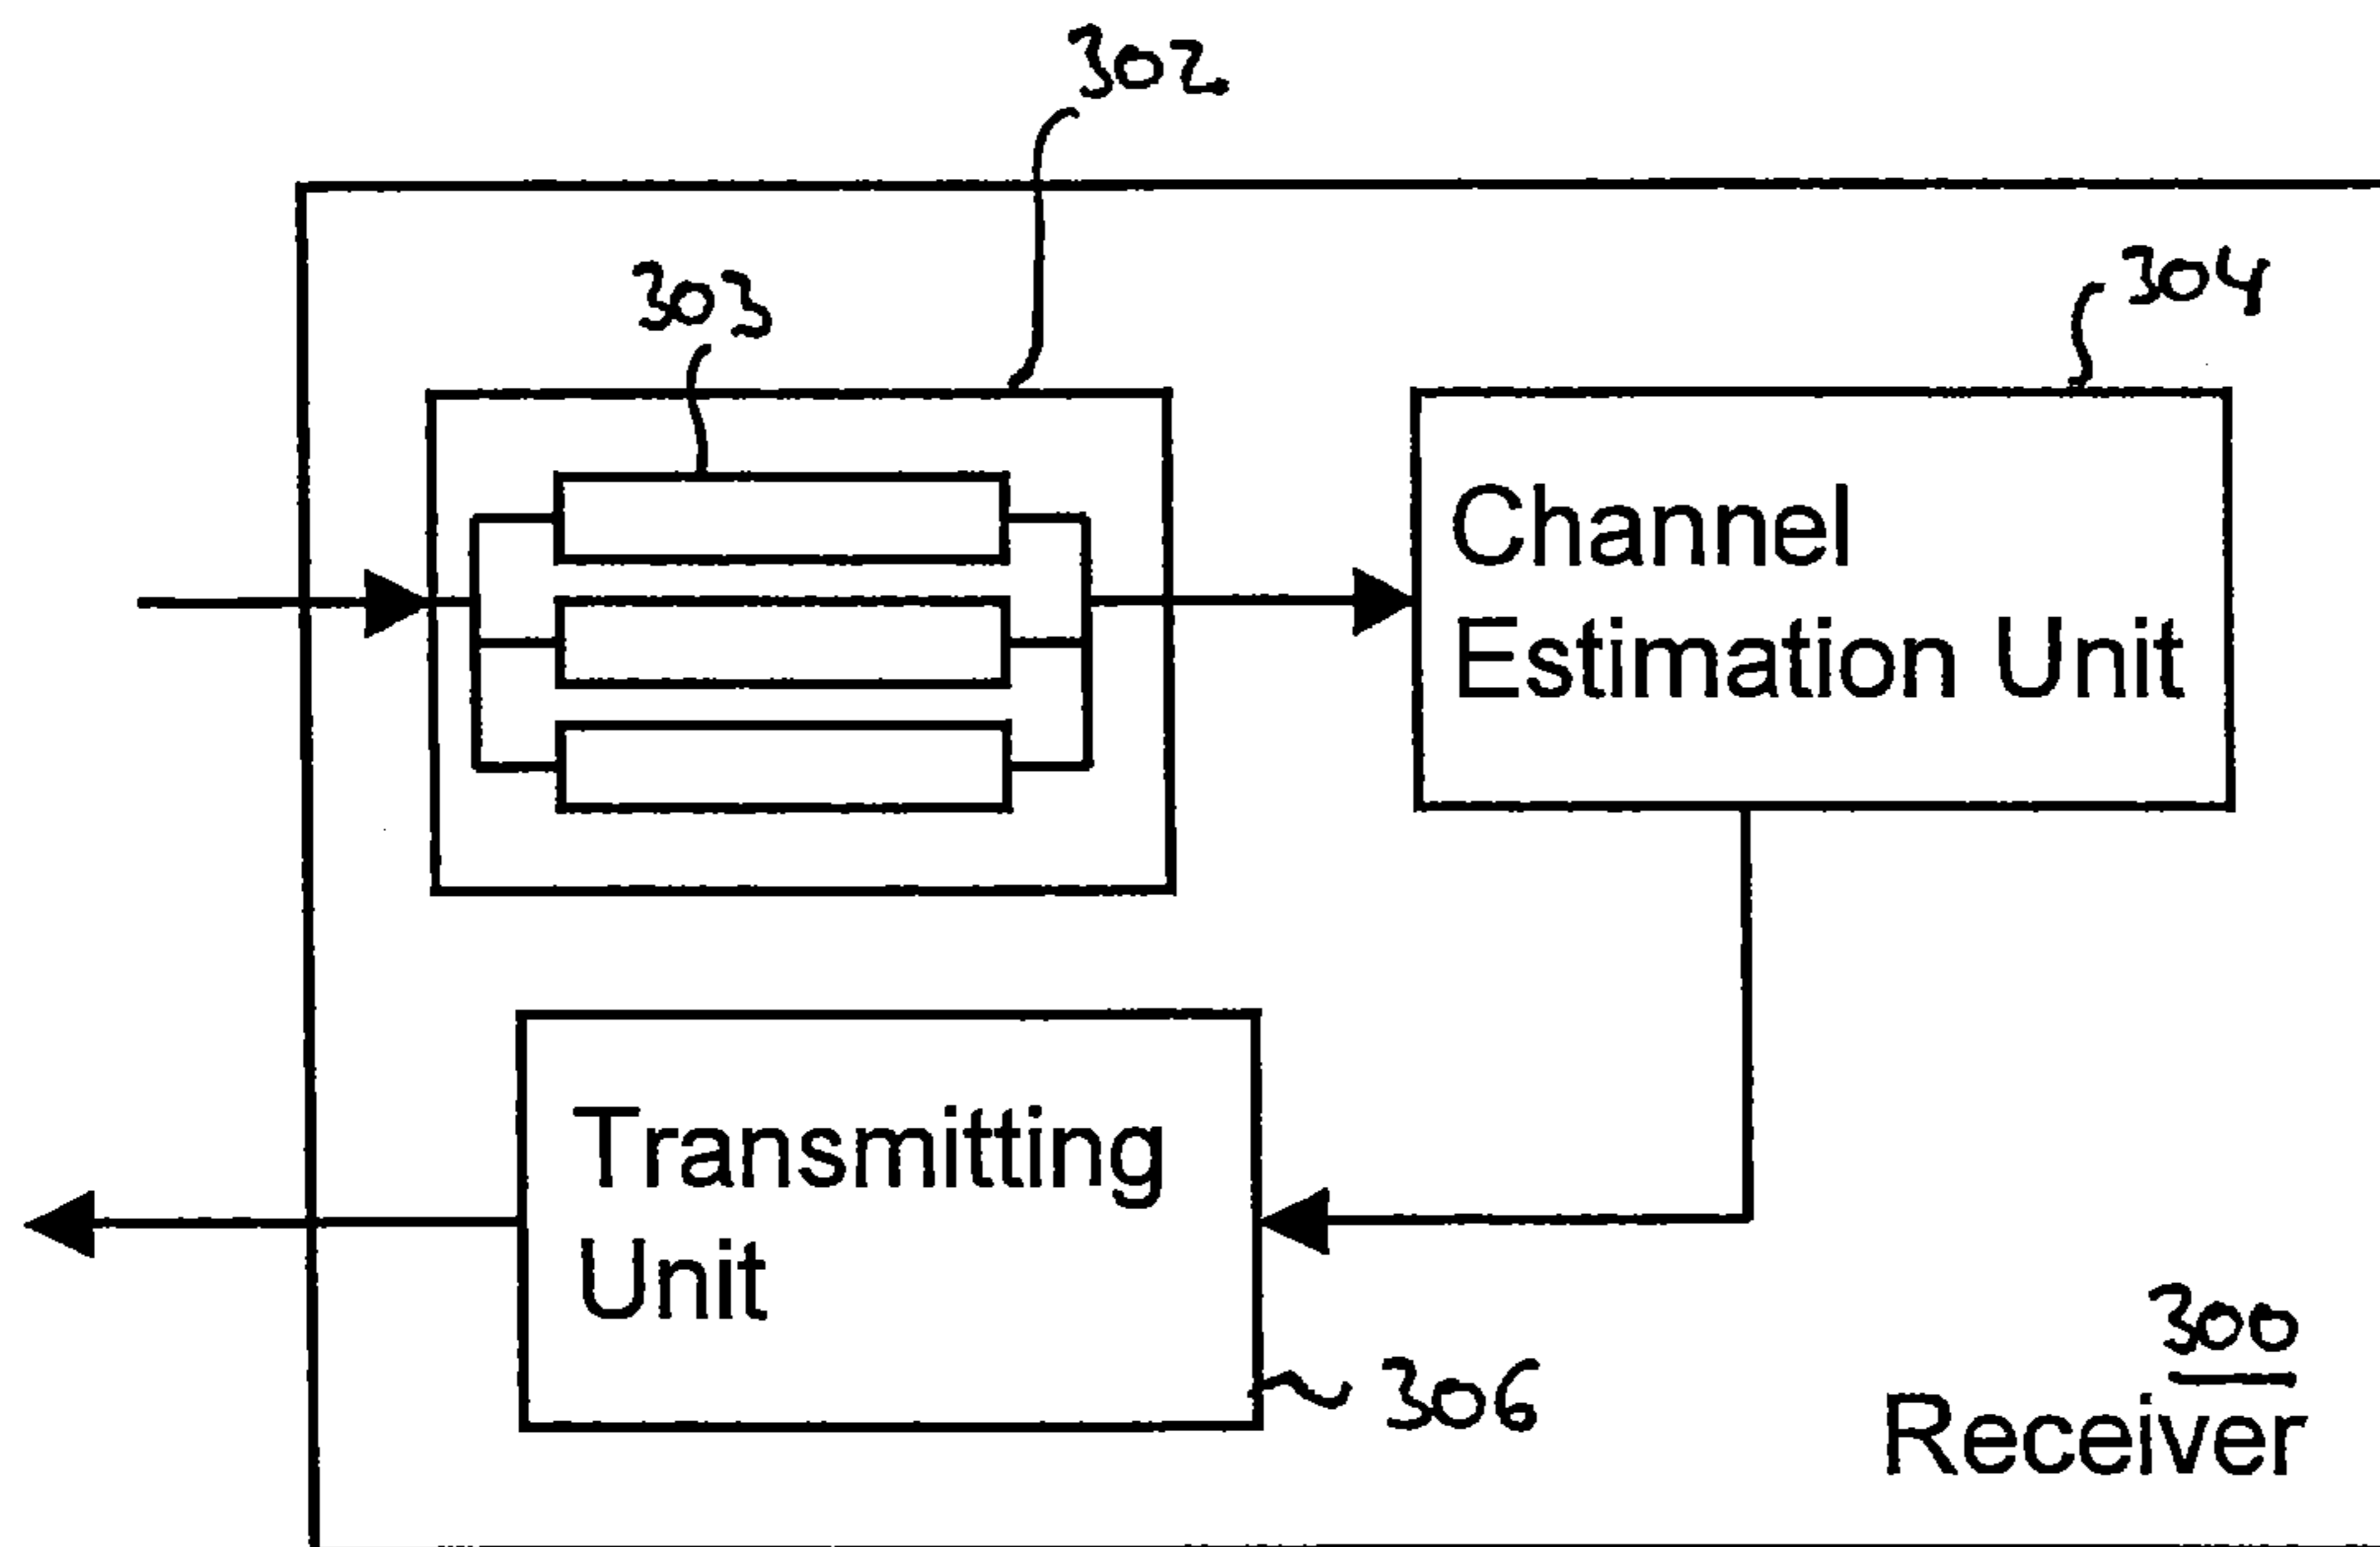 302
303
304
Channel
Estimation Unit
Transmitting
Unit
306
300
Receiver